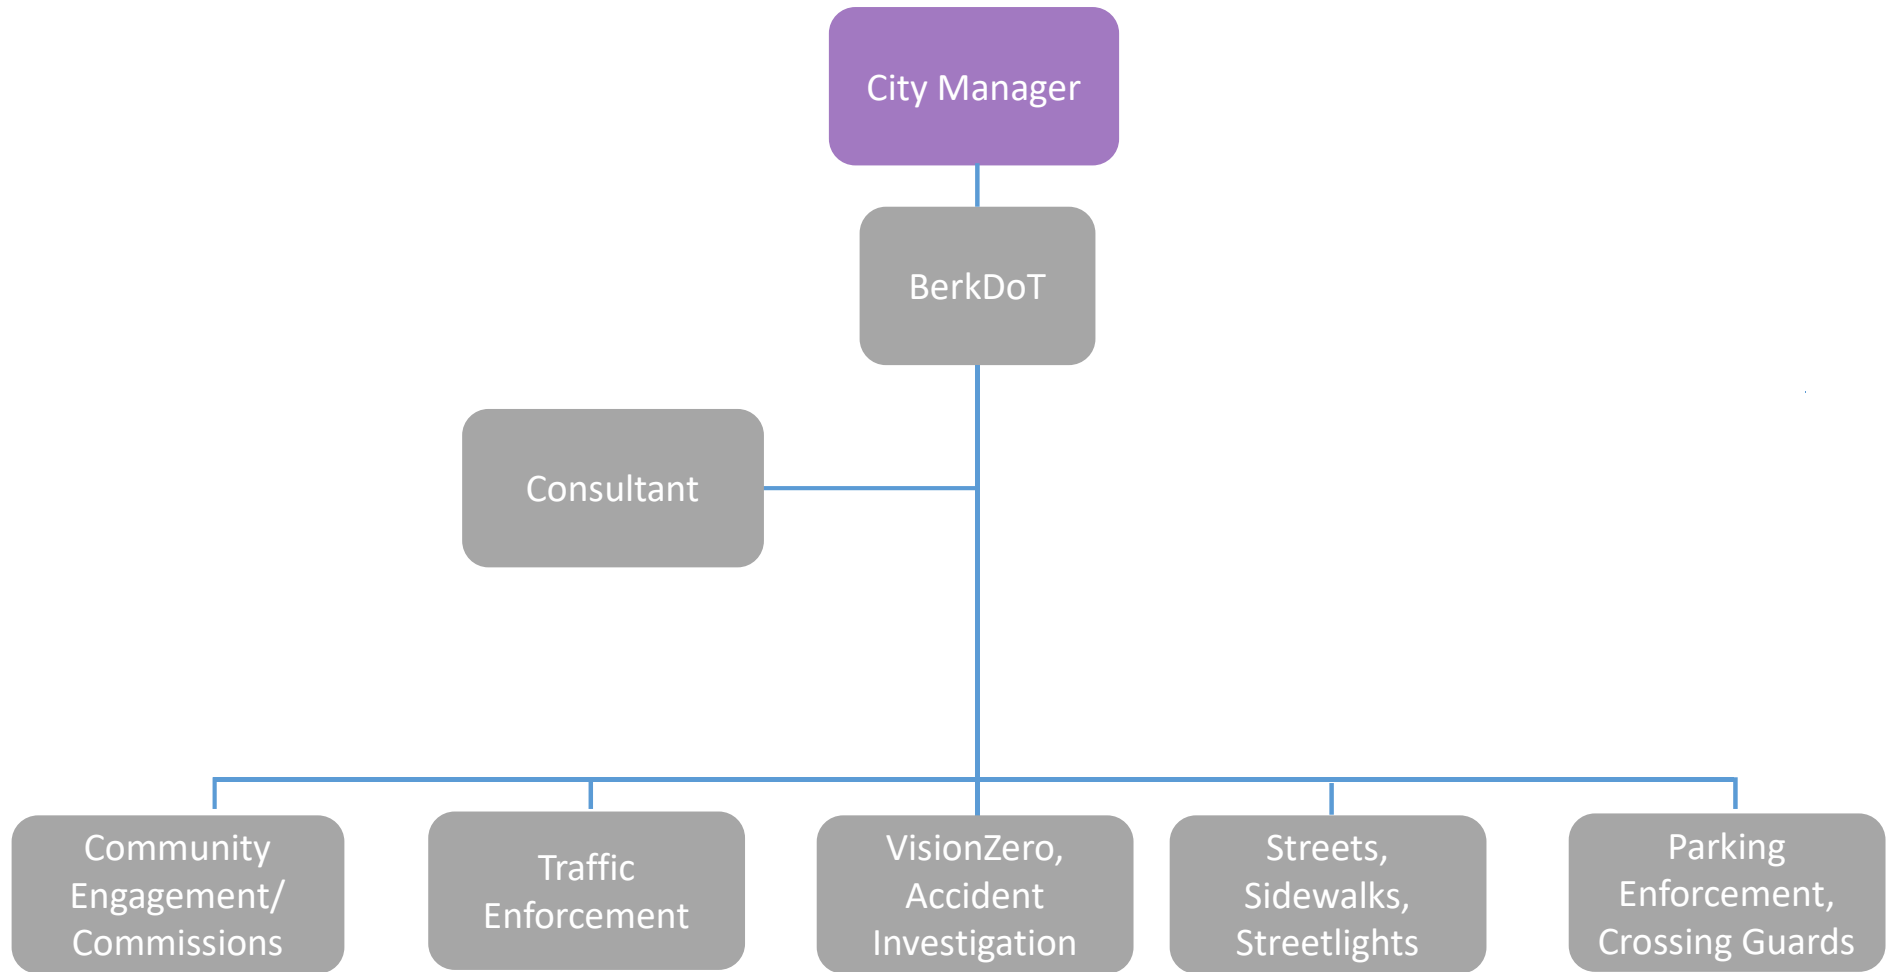 City Manager
BerkDoT
Consultant
Community
Engagement/
Commissions
Traffic
Enforcement
VisionZero,
Accident
Investigation
Streets,
Sidewalks,
Streetlights
Parking
Enforcement,
Crossing Guards